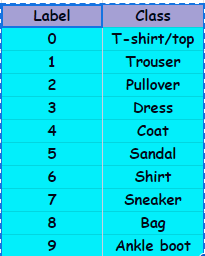 Label Class
0 T-shirt/top
1 Trouser
2 Pullover
3 Dress
4 Coat
5 Sandal
6 Shirt
7 Sneaker
8 Bag
9 Ankle boot